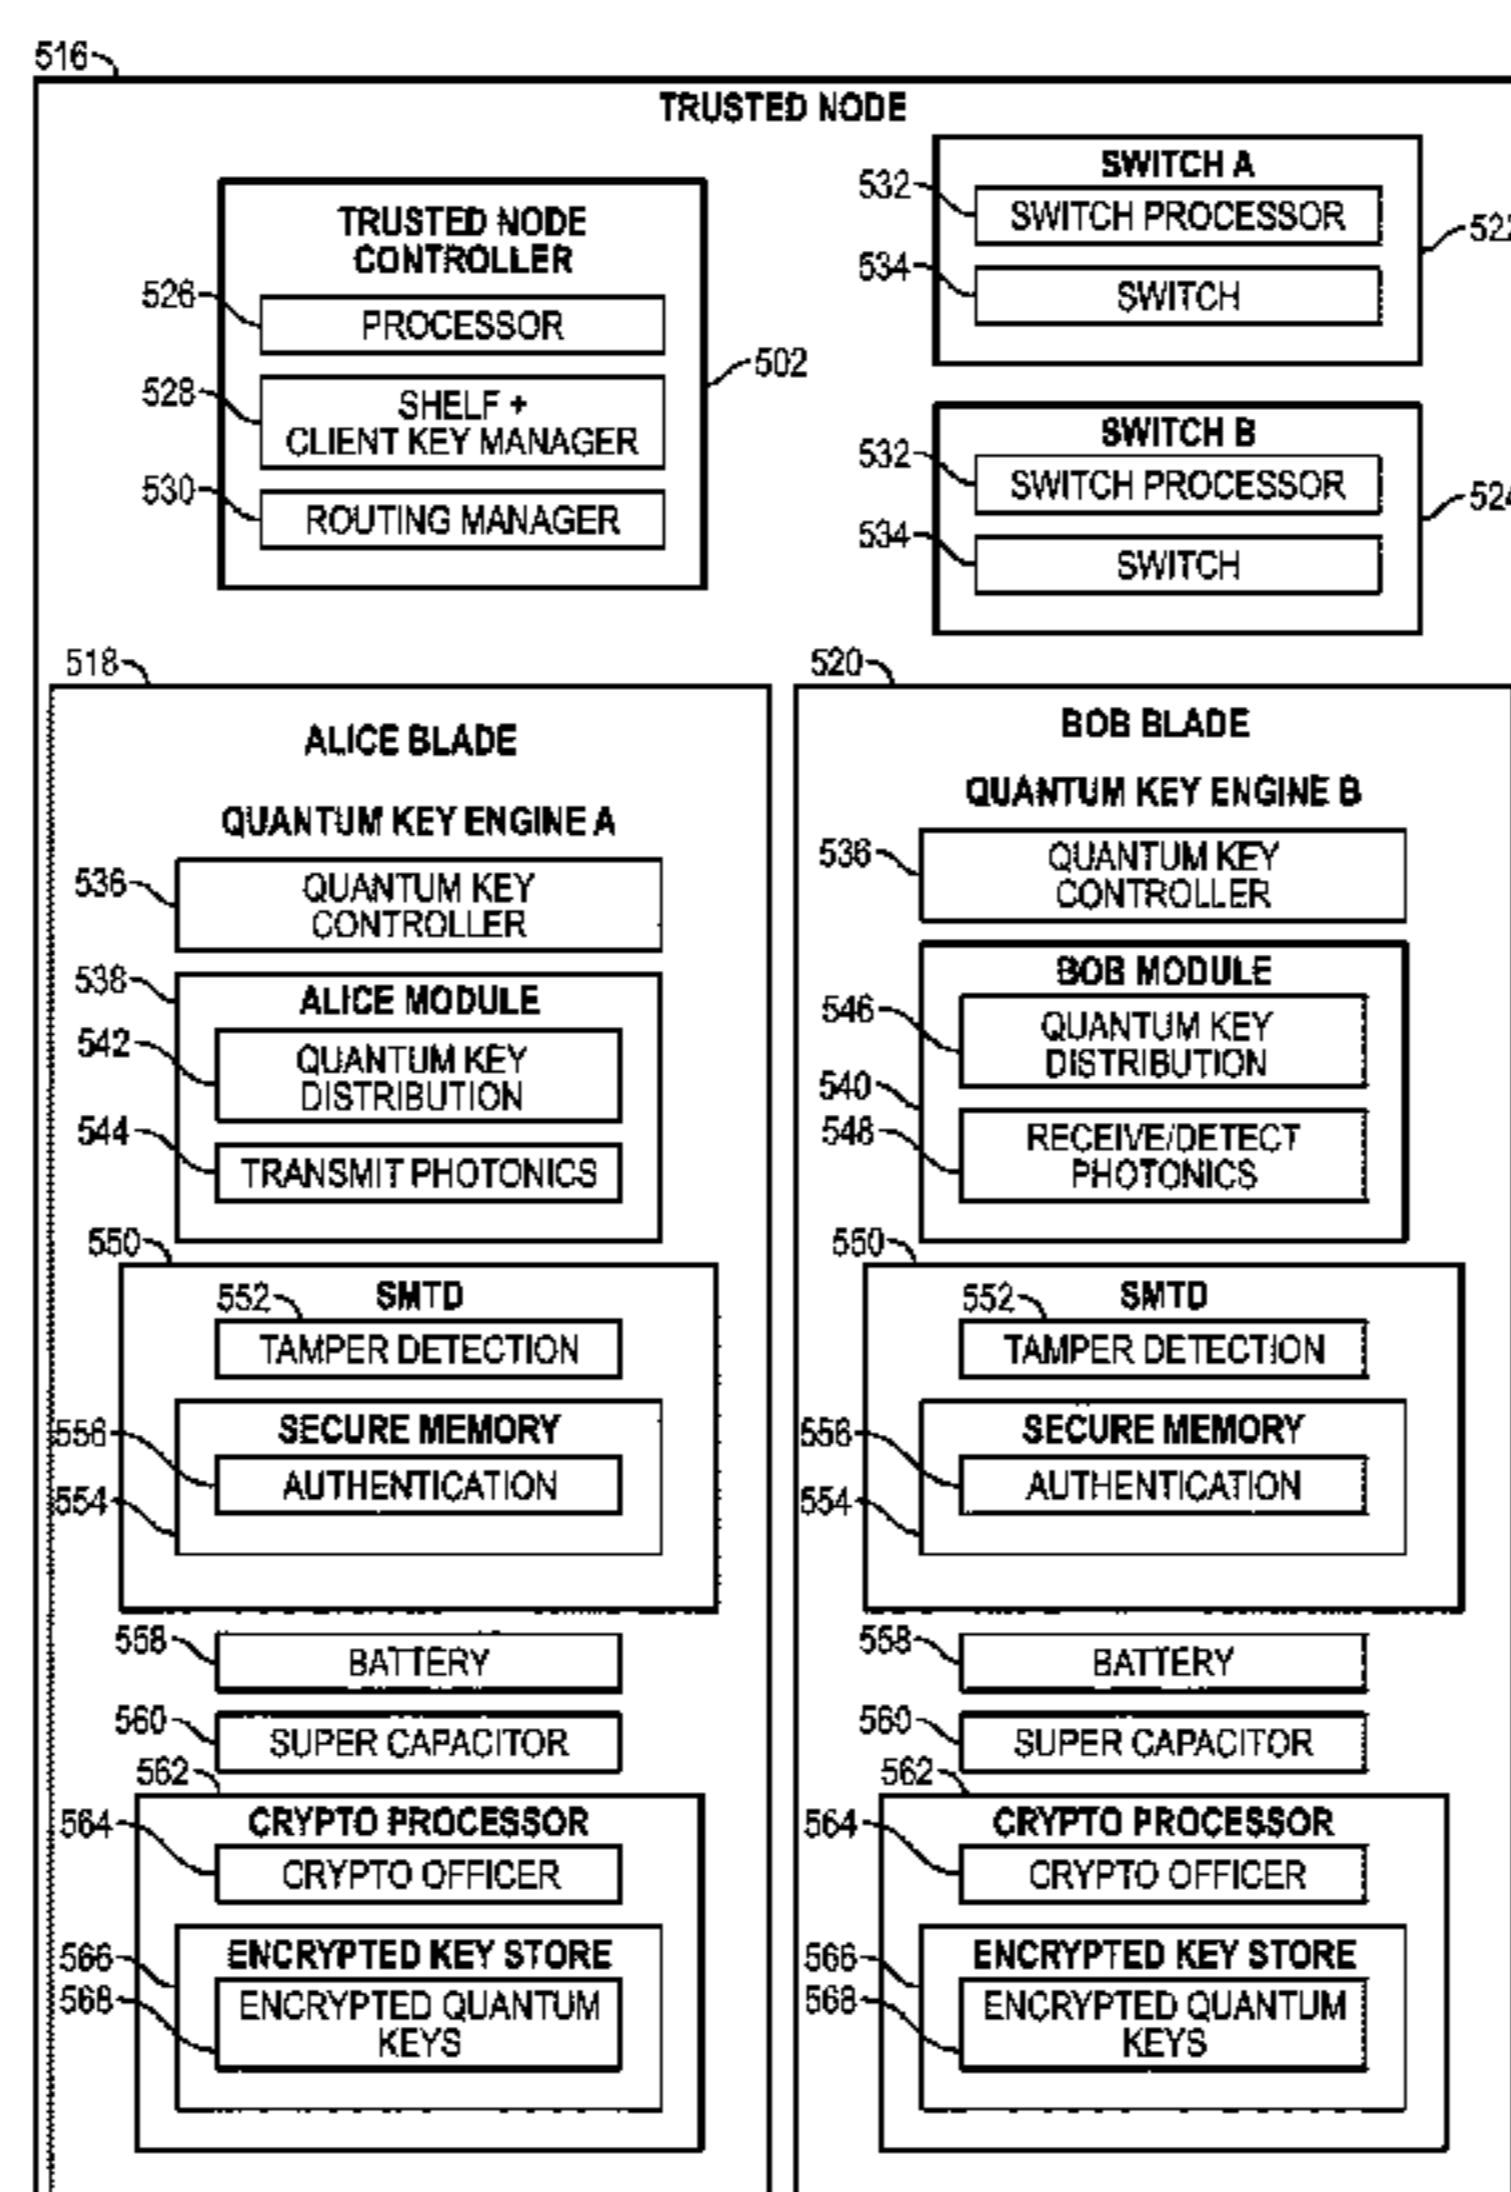 516
TRUSTED NODE
TRUSTED NODE
CONTROLLER
526
PROCESSOR
528
SHELF +
CLIENT KEY MANAGER
530
ROUTING MANAGER
502
SWITCH A
532
SWITCH PROCESSOR
534
SWITCH
522
SWITCH B
532
SWITCH PROCESSOR
534
SWITCH
524
518
ALICE BLADE
QUANTUM KEY ENGINE A
536
QUANTUM KEY
CONTROLLER
538
ALICE MODULE
542
QUANTUM KEY
DISTRIBUTION
544
TRANSMIT PHOTONICS
550
SMTD
552
TAMPER DETECTION
SECURE MEMORY
556
AUTHENTICATION
554
558
BATTERY
560
SUPER CAPACITOR
562
CRYPTO PROCESSOR
564
CRYPTO OFFICER
ENCRYPTED KEY STORE
566
ENCRYPTED QUANTUM
KEYS
568
520
BOB BLADE
QUANTUM KEY ENGINE B
536
QUANTUM KEY
CONTROLLER
BOB MODULE
546
QUANTUM KEY
DISTRIBUTION
540
548
RECEIVE/DETECT
PHOTONICS
550
SMTD
552
TAMPER DETECTION
SECURE MEMORY
556
AUTHENTICATION
554
558
BATTERY
560
SUPER CAPACITOR
562
CRYPTO PROCESSOR
564
CRYPTO OFFICER
ENCRYPTED KEY STORE
566
ENCRYPTED QUANTUM
KEYS
568